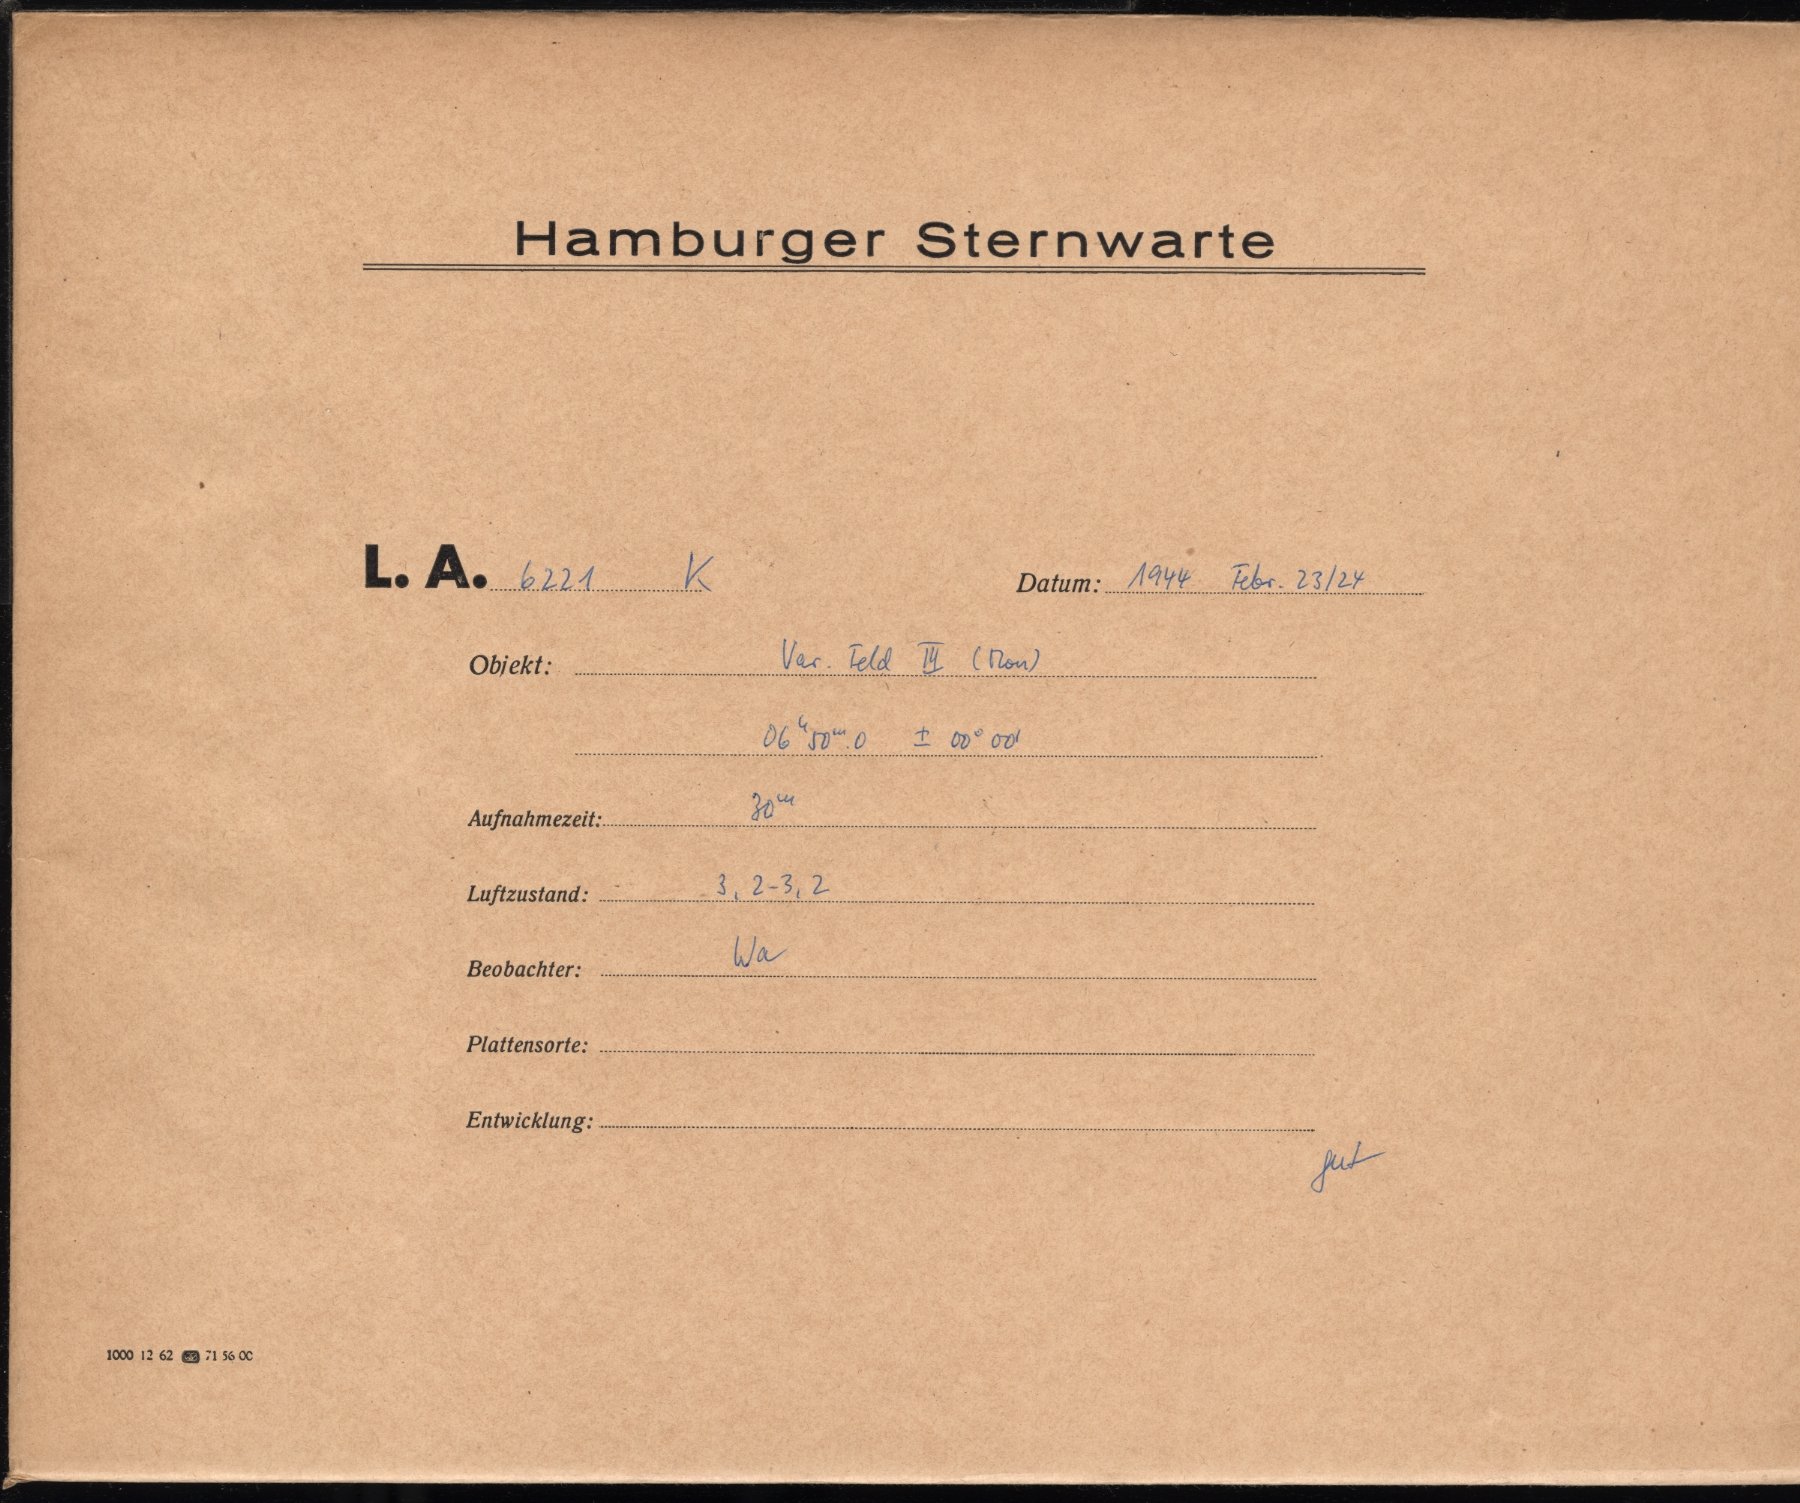 Hamburger Sternwarte
L. A. 6221 K Datum: 1944 Febr. 23/24
Objekt: Var. Feld III (Mon)
06ʰ50ᵐ.0 ± 00°00'
Aufnahmezeit: 30ᵐ
Luftzustand: 3, 2-3, 2
Beobachter: Wa
Plattensorte:
Entwicklung:
gut
1000 12 62 71 56 00